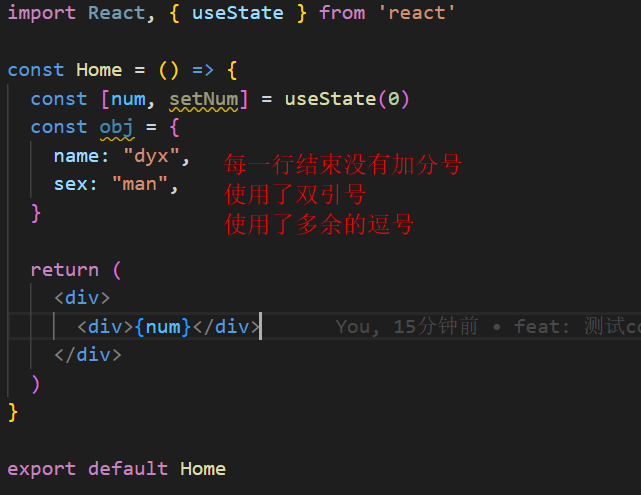 import React, { useState } from 'react'
const Home = () => {
const [num, setNum] = useState(0)
const obj = {
name: "dyx",
sex: "man",
}
每一行结束没有加分号
使用了双引号
使用了多余的逗号
return (
<div>
<div>{num}</div>
You, 15分钟前 • feat: 测试co
</div>
)
}
export default Home